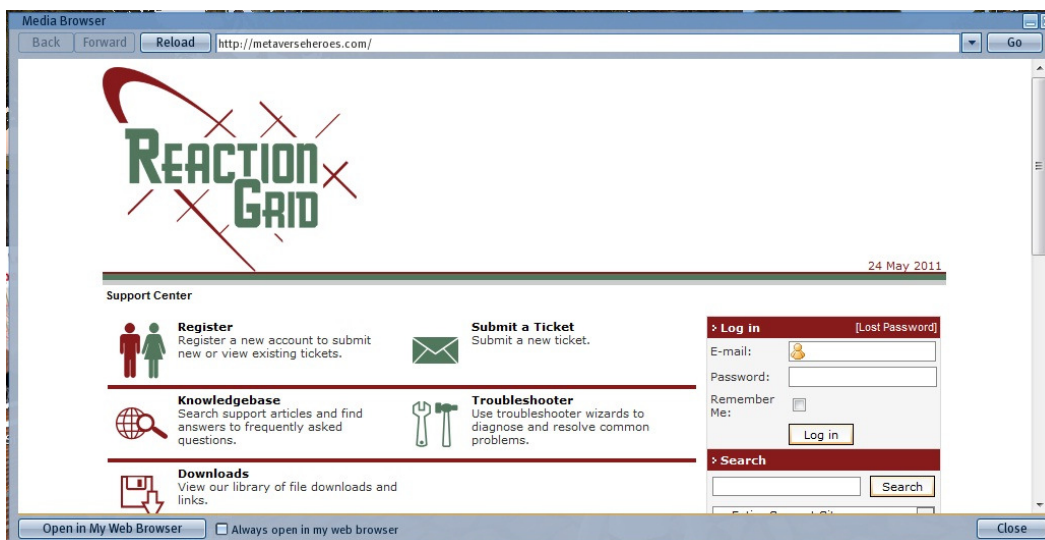 Media Browser
Back Forward Reload http://metaverseheroes.com/ Go
REACTION
GRID
24 May 2011
Support Center
Register
Register a new account to submit
new or view existing tickets.
Submit a Ticket
Submit a new ticket.
Knowledgebase
Search support articles and find
answers to frequently asked
questions.
Troubleshooter
Use troubleshooter wizards to
diagnose and resolve common
problems.
Downloads
View our library of file downloads and
links.
Log in [Lost Password]
E-mail:
Password:
Remember
Me:
Log in
Search
Search
Open in My Web Browser Always open in my web browser Close